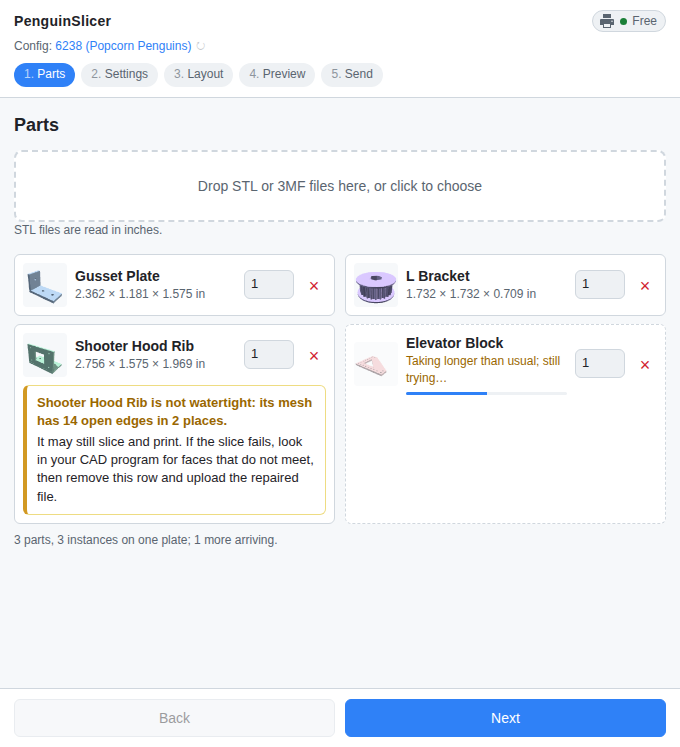 PenguinSlicer
Free
Config: 6238 (Popcorn Penguins)
1. Parts
2. Settings
3. Layout
4. Preview
5. Send
Parts
Drop STL or 3MF files here, or click to choose
STL files are read in inches.
Gusset Plate
2.362 × 1.181 × 1.575 in
1
×
L Bracket
1.732 × 1.732 × 0.709 in
1
×
Shooter Hood Rib
2.756 × 1.575 × 1.969 in
1
×
Shooter Hood Rib is not watertight: its mesh
has 14 open edges in 2 places.
It may still slice and print. If the slice fails, look
in your CAD program for faces that do not meet,
then remove this row and upload the repaired
file.
Elevator Block
Taking longer than usual; still
trying…
1
×
3 parts, 3 instances on one plate; 1 more arriving.
Back
Next